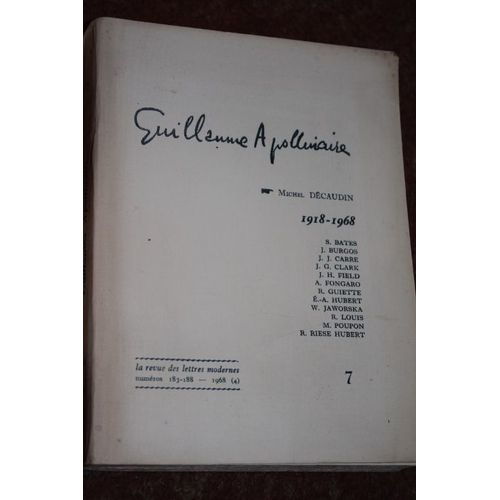 Guillaume Apollinaire
☛ MICHEL DÉCAUDIN
1918-1968
S. BATES
J. BURGOS
J. J. CARRE
J. G. CLARK
J. H. FIELD
A. FONGARO
R. GUIETTE
É.-A. HUBERT
W. JAWORSKA
R. LOUIS
M. POUPON
R. RIESE HUBERT
la revue des lettres modernes
numéros 183-188 — 1968 (4)
7